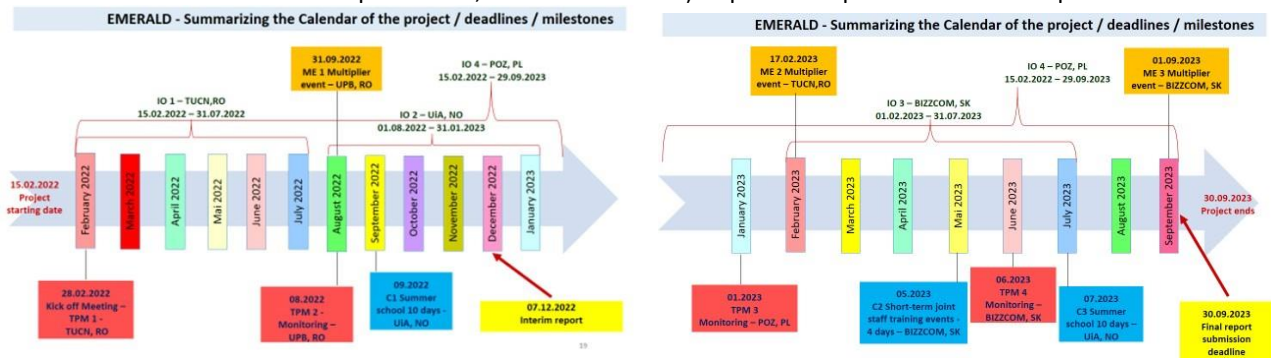 EMERALD - Summarizing the Calendar of the project / deadlines / milestones
31.09.2022
ME 1 Multiplier
event – UPB, RO
IO 4 – POZ, PL
15.02.2022 – 29.09.2023
IO 1 – TUCN,RO
15.02.2022 – 31.07.2022
IO 2 – UiA, NO
01.08.2022 – 31.01.2023
15.02.2022
Project
starting date
February 2022
March 2022
April 2022
Mai 2022
June 2022
July 2022
August 2022
September 2022
October 2022
November 2022
December 2022
January 2023
28.02.2022
Kick off Meeting –
TPM 1 -
TUCN, RO
08.2022
TPM 2 -
Monitoring –
UPB, RO
09.2022
C1 Summer
school 10 days -
UiA, NO
07.12.2022
Interim report
19
EMERALD - Summarizing the Calendar of the project / deadlines / milestones
17.02.2023
ME 2 Multiplier
event – TUCN,RO
IO 4 – POZ, PL
15.02.2022 – 29.09.2023
01.09.2023
ME 3 Multiplier
event – BIZZCOM, SK
IO 3 – BIZZCOM, SK
01.02.2023 – 31.07.2023
January 2023
February 2023
March 2023
April 2023
Mai 2023
June 2023
July 2023
August 2023
September 2023
30.09.2023
Project ends
01.2023
TPM 3
Monitoring – POZ, PL
05.2023
C2 Short-term joint
staff training events -
4 days – BIZZCOM, SK
06.2023
TPM 4
Monitoring –
BIZZCOM, SK
07.2023
C3 Summer
school 10 days –
UiA, NO
30.09.2023
Final report
submission
deadline